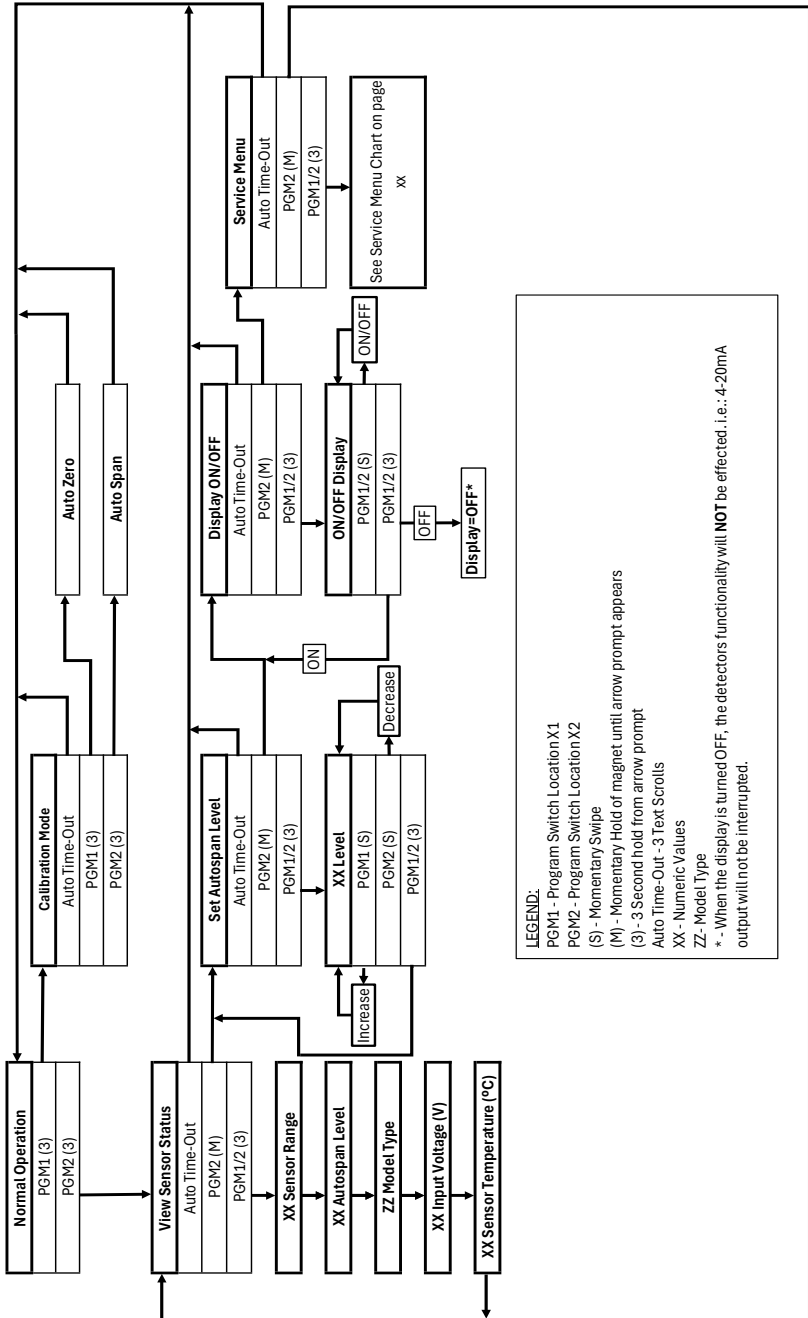 Normal Operation
PGM1 (3)
PGM2 (3)
Calibration Mode
Auto Time-Out
PGM1 (3)
PGM2 (3)
Auto Zero
Auto Span
View Sensor Status
Auto Time-Out
PGM2 (M)
PGM1/2 (3)
Set Autospan Level
Auto Time-Out
PGM2 (M)
PGM1/2 (3)
Display ON/OFF
Auto Time-Out
PGM2 (M)
PGM1/2 (3)
Service Menu
Auto Time-Out
PGM2 (M)
PGM1/2 (3)
See Service Menu Chart on page
XX
XX Sensor Range
XX Autospan Level
ZZ Model Type
XX Input Voltage (V)
XX Sensor Temperature (ºC)
Increase
XX Level
PGM1 (S)
PGM2 (S)
PGM1/2 (3)
Decrease
ON
ON/OFF Display
PGM1/2 (S)
PGM1/2 (3)
ON/OFF
OFF
Display=OFF*
LEGEND:
PGM1 - Program Switch Location X1
PGM2 - Program Switch Location X2
(S) - Momentary Swipe
(M) - Momentary Hold of magnet until arrow prompt appears
(3) - 3 Second hold from arrow prompt
Auto Time-Out - 3 Text Scrolls
XX - Numeric Values
ZZ- Model Type
* - When the display is turned OFF, the detectors functionality will NOT be effected. i.e.: 4-20mA
output will not be interrupted.